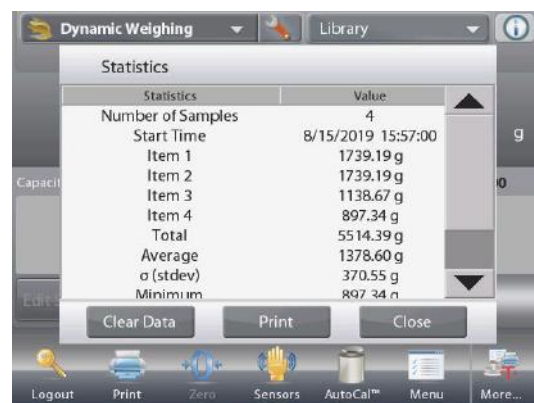 Dynamic Weighing Library
Statistics
Statistics Value
Number of Samples 4
Start Time 8/15/2019 15:57:00
Item 1 1739.19 g
Item 2 1739.19 g
Item 3 1138.67 g
Item 4 897.34 g
Total 5514.39 g
Average 1378.60 g
σ (stdev) 370.55 g
Minimum 897.34 g
g
Capacit
Edit
Clear Data Print Close
Logout Print Zero Sensors AutoCal™ Menu More...